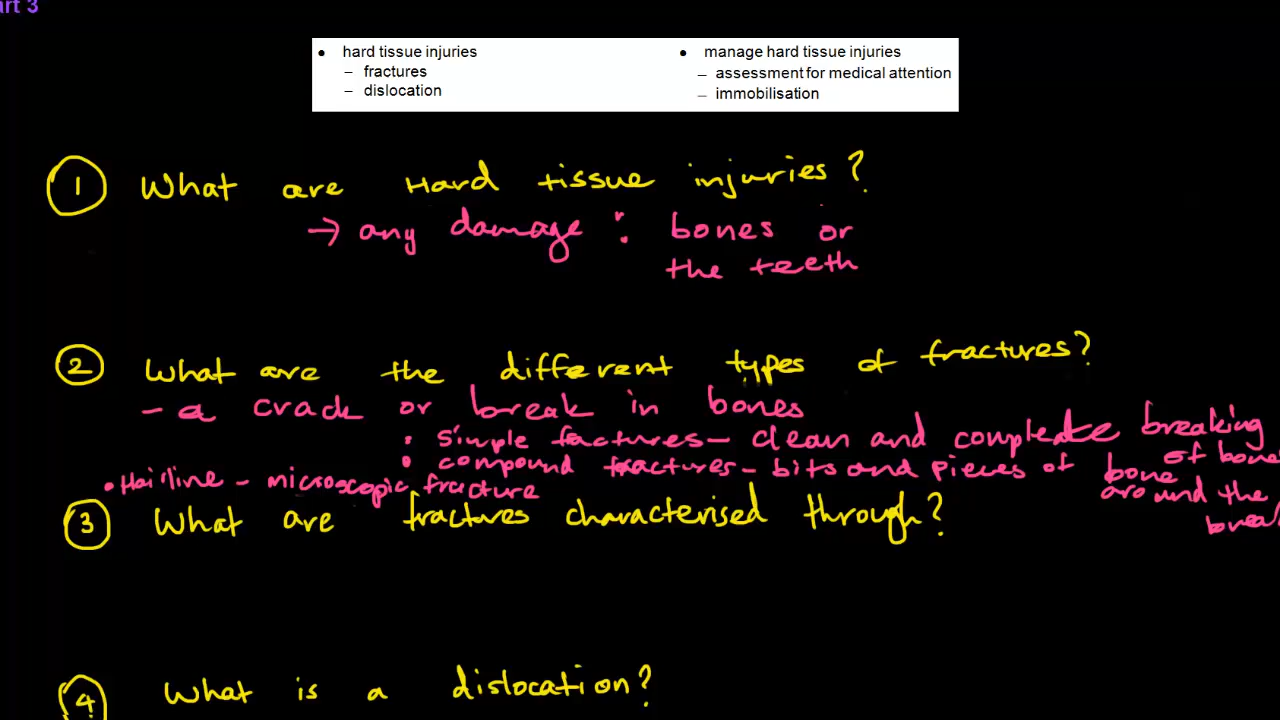 art 3
• hard tissue injuries
– fractures
– dislocation
• manage hard tissue injuries
– assessment for medical attention
– immobilisation
① What are Hard tissue injuries?
→ any damage : bones or
the teeth
② What are the different types of fractures?
– a crack or break in bones
• simple fractures – clean and complete breaking
of bone
• compound fractures – bits and pieces of bone
around the
break
• Hairline – microscopic fracture
③ What are fractures characterised through?
④ What is a dislocation?